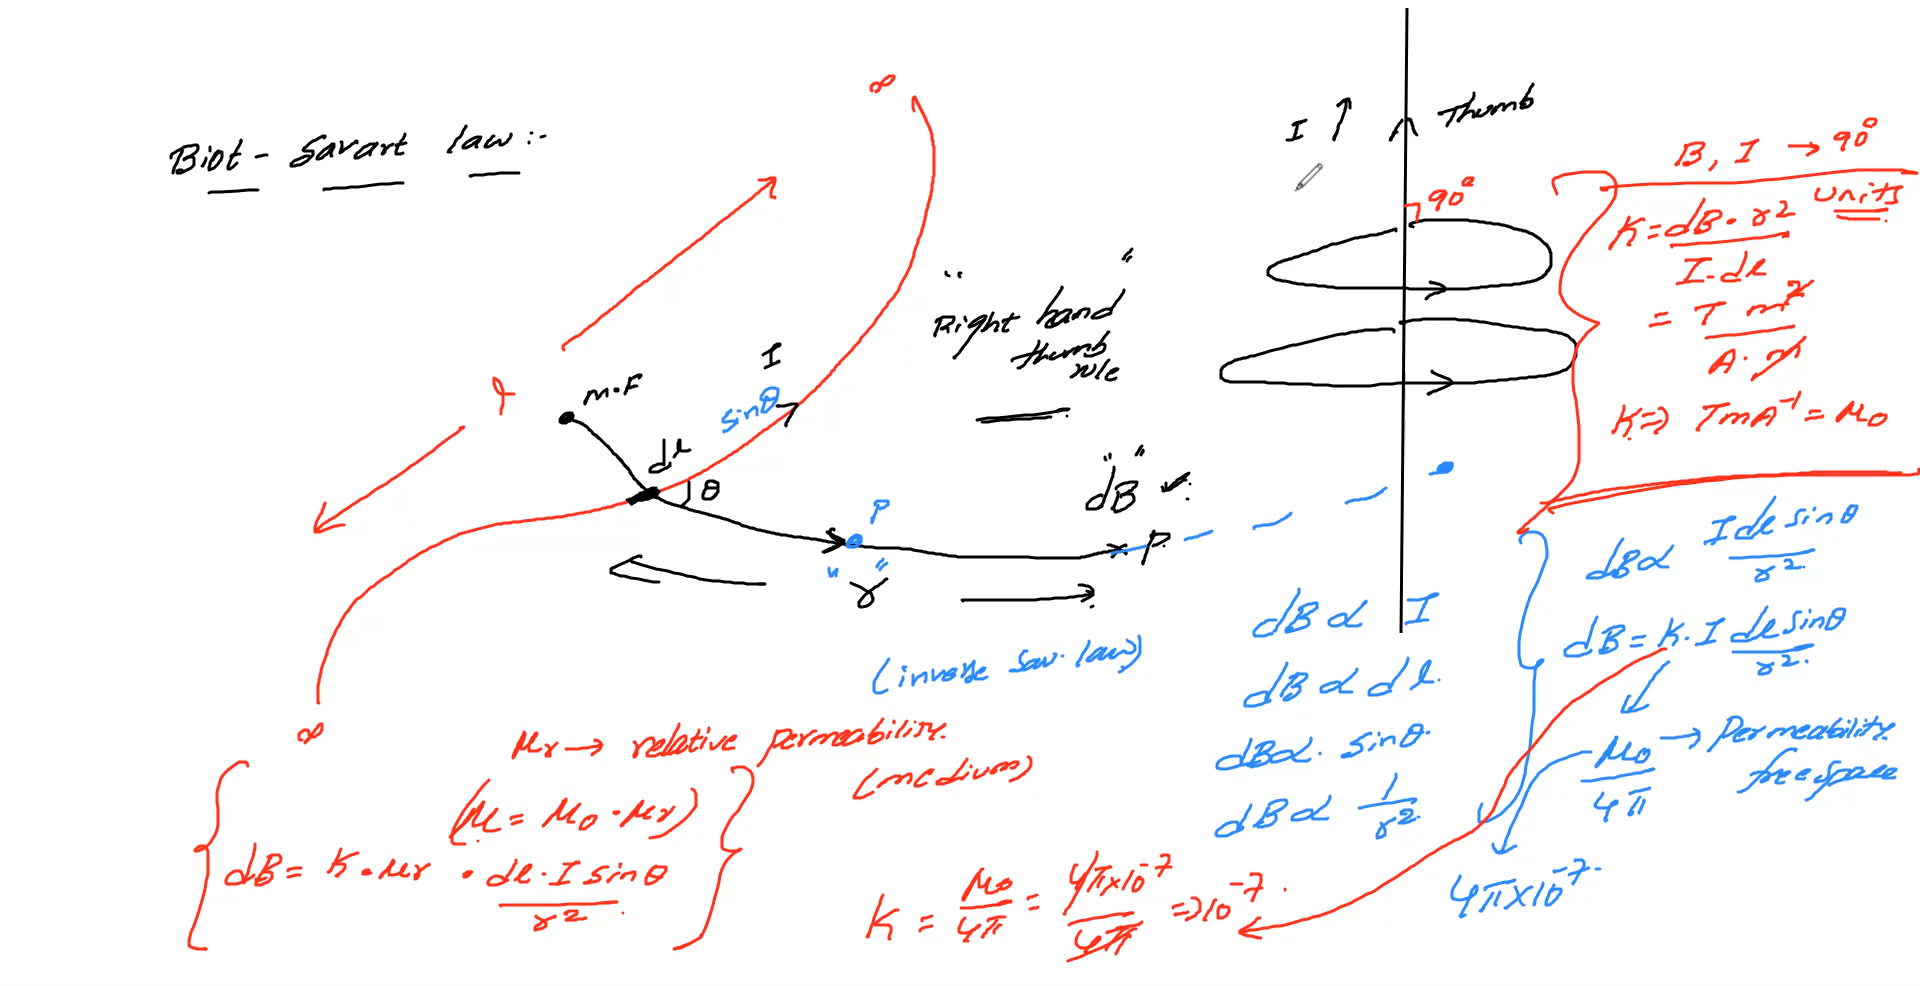 Biot - Savart law :-
∞
I
m.F
l
sinθ
dl
θ
P
" r "
"dB"
P.
∞
" Right hand "
thumb
rule
I ↑
Thumb
90°
B, I → 90°
units
K = dB · r² / I · dl
= T m² / A · m
K ⇒ TmA⁻¹ = μ₀
(inverse law)
dB ∝ I
dB ∝ dl.
dB ∝ sinθ
dB ∝ 1/r²
dB ∝ I dl sinθ / r²
dB = K · I dl sinθ / r²
μ₀/4π → Permeability
free space
4π×10⁻⁷
μr → relative permeability.
(medium)
(μ = μ₀ · μr)
dB = K · μr · dl · I sinθ / r²
K = μ₀/4π = 4π×10⁻⁷/4π ⇒ 10⁻⁷.